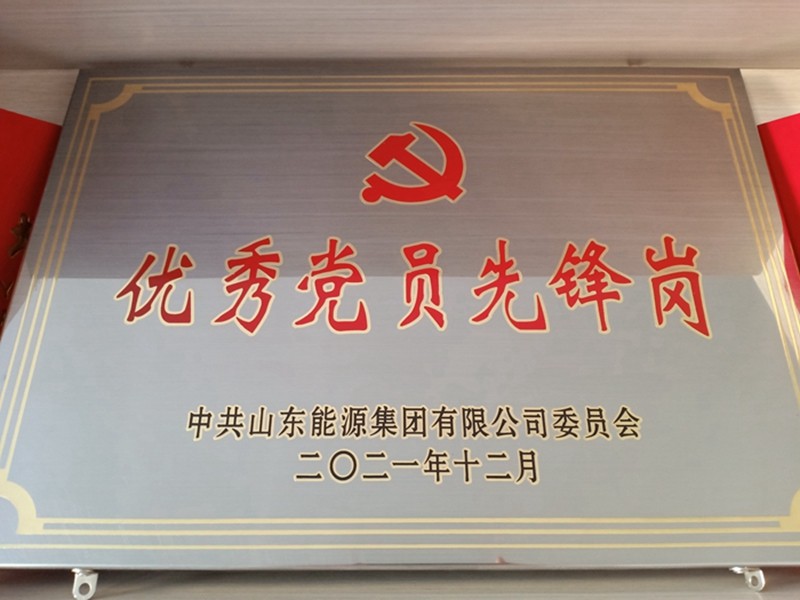 优秀党员先锋岗
中共山东能源集团有限公司委员会
二〇二一年十二月